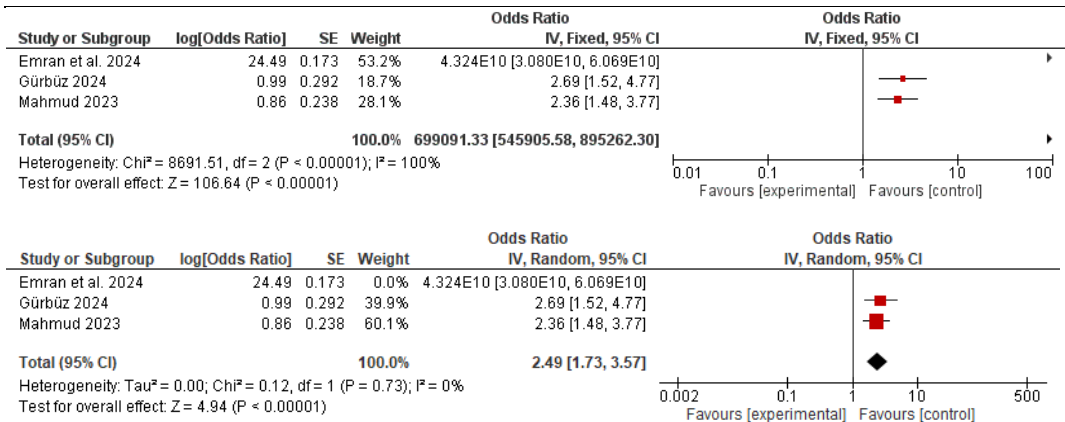 Odds Ratio Odds Ratio
Study or Subgroup log[Odds Ratio] SE Weight IV, Fixed, 95% CI IV, Fixed, 95% CI
Emran et al. 2024 24.49 0.173 53.2% 4.324E10 [3.080E10, 6.069E10]
Gürbüz 2024 0.99 0.292 18.7% 2.69 [1.52, 4.77]
Mahmud 2023 0.86 0.238 28.1% 2.36 [1.48, 3.77]
Total (95% CI) 100.0% 699091.33 [545905.58, 895262.30]
Heterogeneity: Chi² = 8691.51, df = 2 (P < 0.00001); I² = 100%
Test for overall effect: Z = 106.64 (P < 0.00001)
0.01 0.1 1 10 100
Favours [experimental] Favours [control]
Odds Ratio Odds Ratio
Study or Subgroup log[Odds Ratio] SE Weight IV, Random, 95% CI IV, Random, 95% CI
Emran et al. 2024 24.49 0.173 0.0% 4.324E10 [3.080E10, 6.069E10]
Gürbüz 2024 0.99 0.292 39.9% 2.69 [1.52, 4.77]
Mahmud 2023 0.86 0.238 60.1% 2.36 [1.48, 3.77]
Total (95% CI) 100.0% 2.49 [1.73, 3.57]
Heterogeneity: Tau² = 0.00; Chi² = 0.12, df = 1 (P = 0.73); I² = 0%
Test for overall effect: Z = 4.94 (P < 0.00001)
0.002 0.1 1 10 500
Favours [experimental] Favours [control]